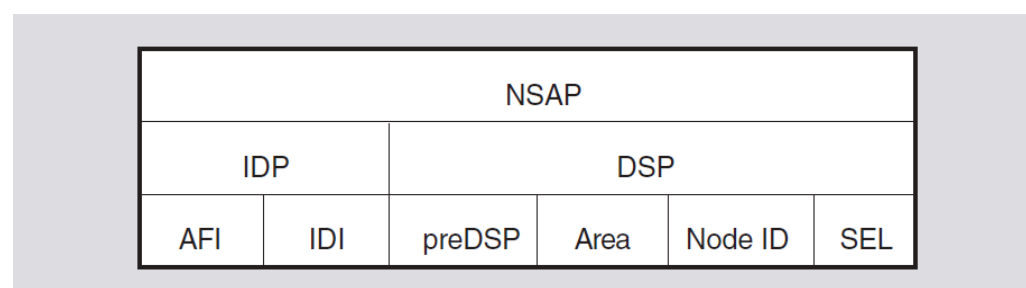 NSAP
IDP DSP
AFI IDI preDSP Area Node ID SEL